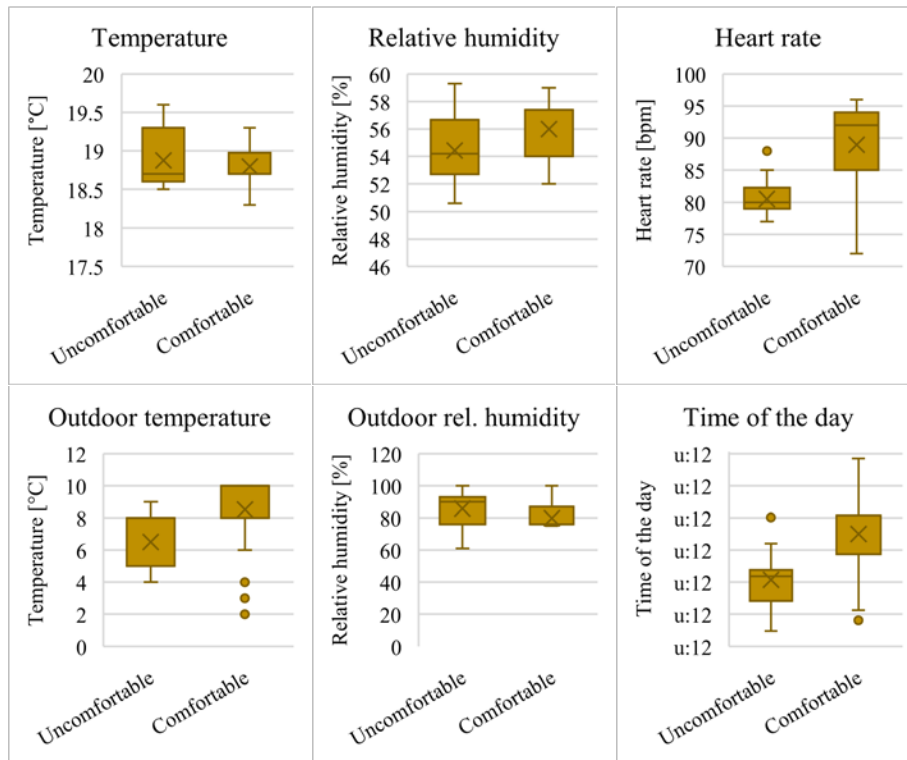 Temperature
Temperature [°C]
20
19.5
19
18.5
18
17.5
Uncomfortable
Comfortable
Relative humidity
Relative humidity [%]
60
58
56
54
52
50
48
46
Uncomfortable
Comfortable
Heart rate
Heart rate [bpm]
100
95
90
85
80
75
70
Uncomfortable
Comfortable
Outdoor temperature
Temperature [°C]
12
10
8
6
4
2
0
Uncomfortable
Comfortable
Outdoor rel. humidity
Relative humidity [%]
120
100
80
60
40
20
0
Uncomfortable
Comfortable
Time of the day
Time of the day
u:12
u:12
u:12
u:12
u:12
u:12
u:12
Uncomfortable
Comfortable